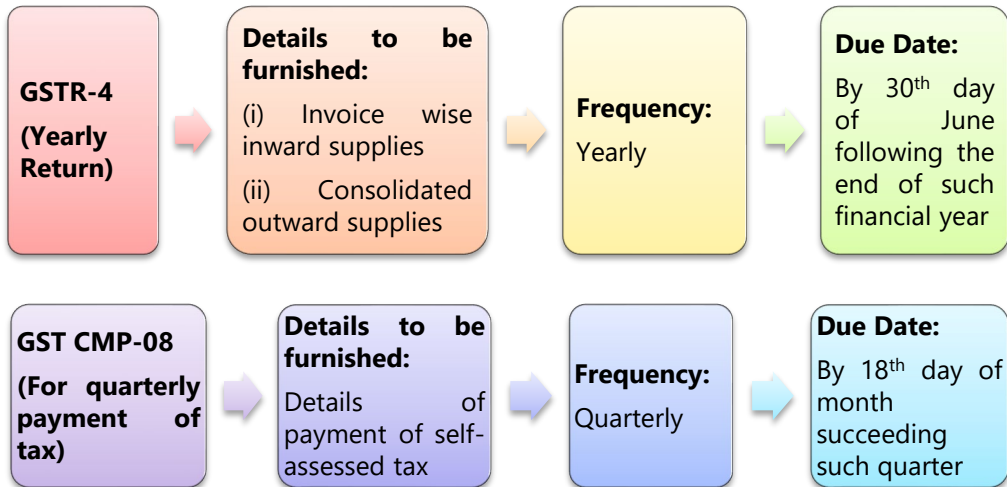 GSTR-4
(Yearly
Return)
Details to be
furnished:
(i) Invoice wise
inward supplies
(ii) Consolidated
outward supplies
Frequency:
Yearly
Due Date:
By 30th day
of June
following the
end of such
financial year
GST CMP-08
(For quarterly
payment of
tax)
Details to be
furnished:
Details of
payment of self-
assessed tax
Frequency:
Quarterly
Due Date:
By 18th day of
month
succeeding
such quarter